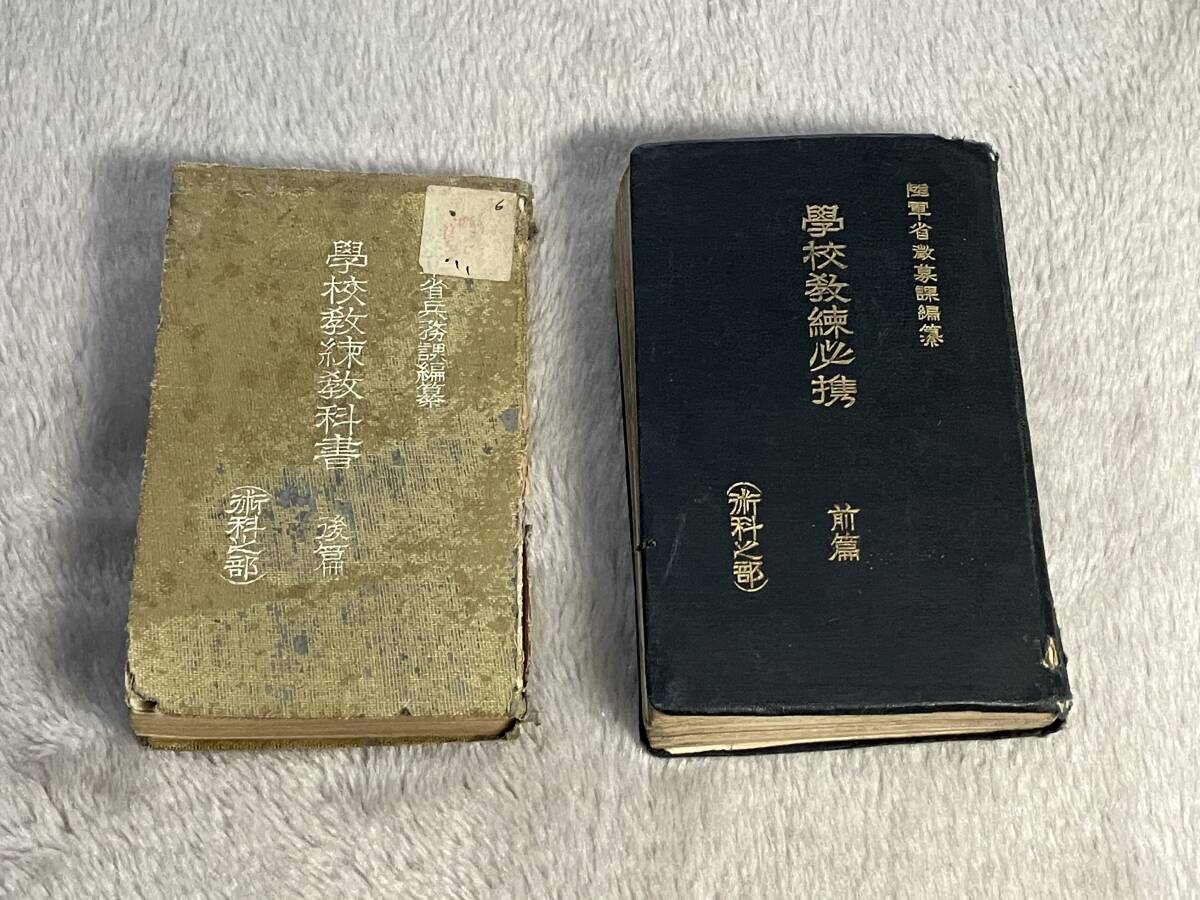 省兵務課編纂
學校教練教科書
後篇
(術科之部)
6
陸軍省徵募課編纂
學校教練必携
前篇
(術科之部)